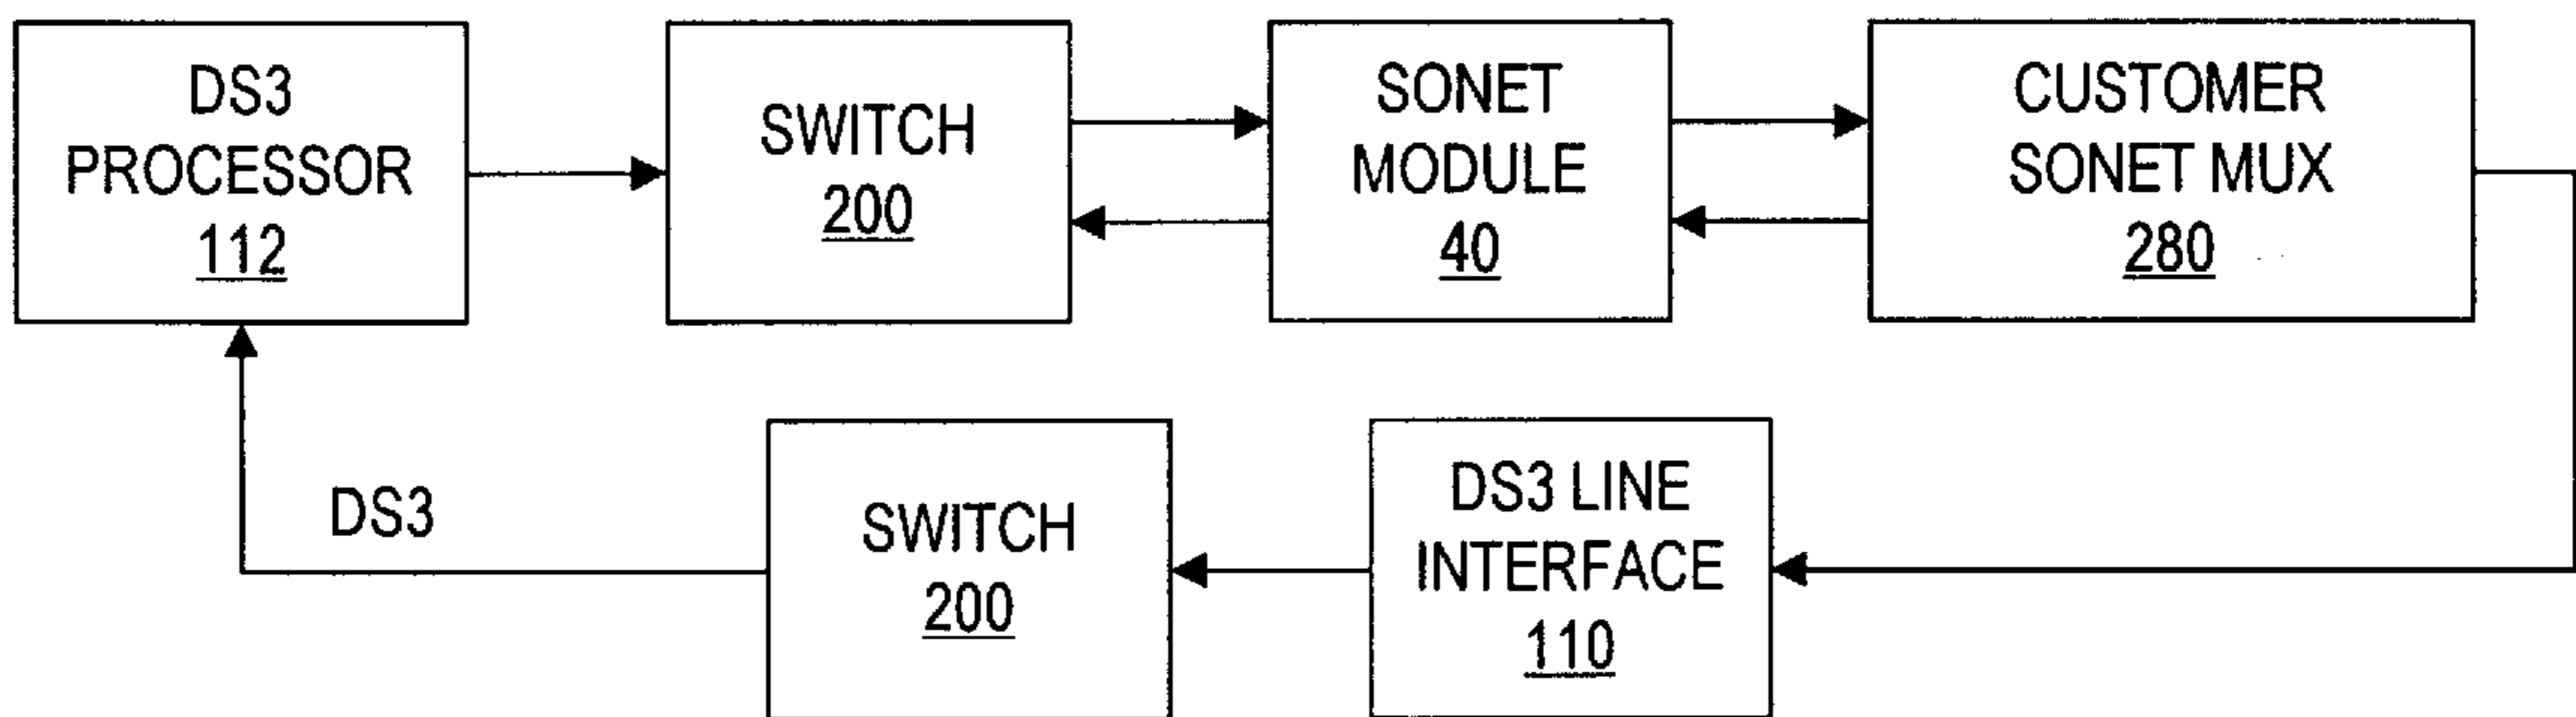 DS3
PROCESSOR
112
SWITCH
200
SONET
MODULE
40
CUSTOMER
SONET MUX
280
DS3
SWITCH
200
DS3 LINE
INTERFACE
110